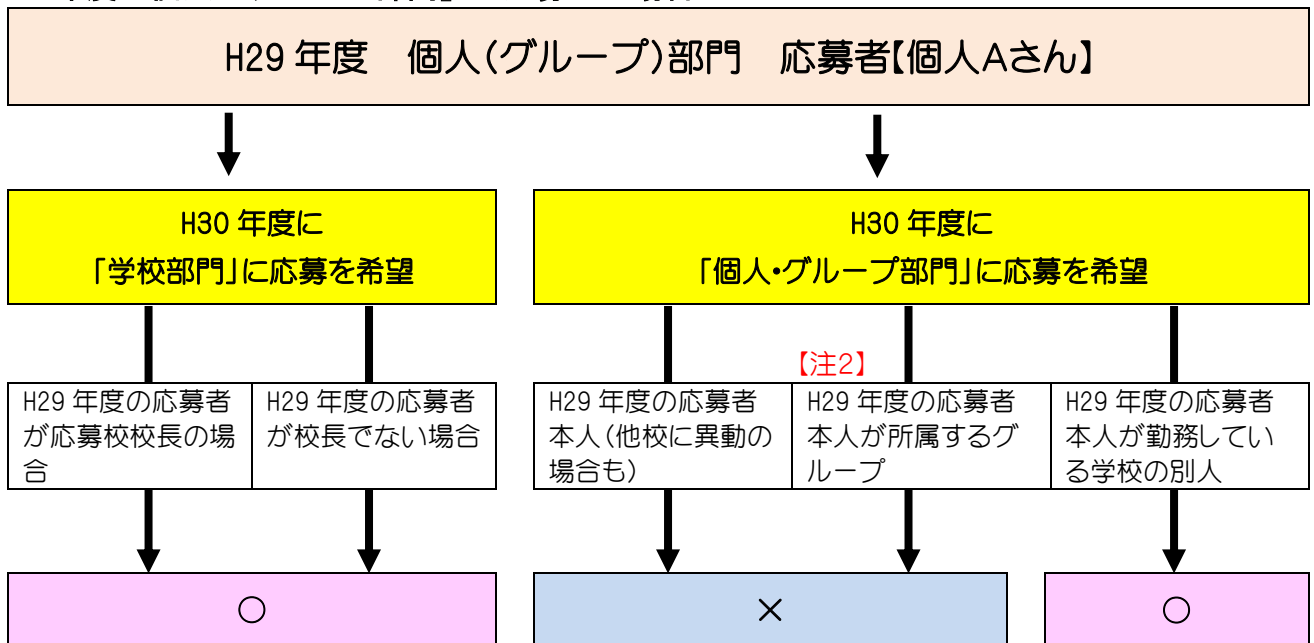 H29 年度　個人(グループ)部門　応募者【個人Aさん】
H30 年度に
「学校部門」に応募を希望
H30 年度に
「個人・グループ部門」に応募を希望
【注2】
H29 年度の応募者
が応募校校長の場
合
H29 年度の応募者
が校長でない場合
H29 年度の応募者
本人(他校に異動の
場合も)
H29 年度の応募者
本人が所属するグ
ループ
H29 年度の応募者
本人が勤務してい
る学校の別人
○
×
○